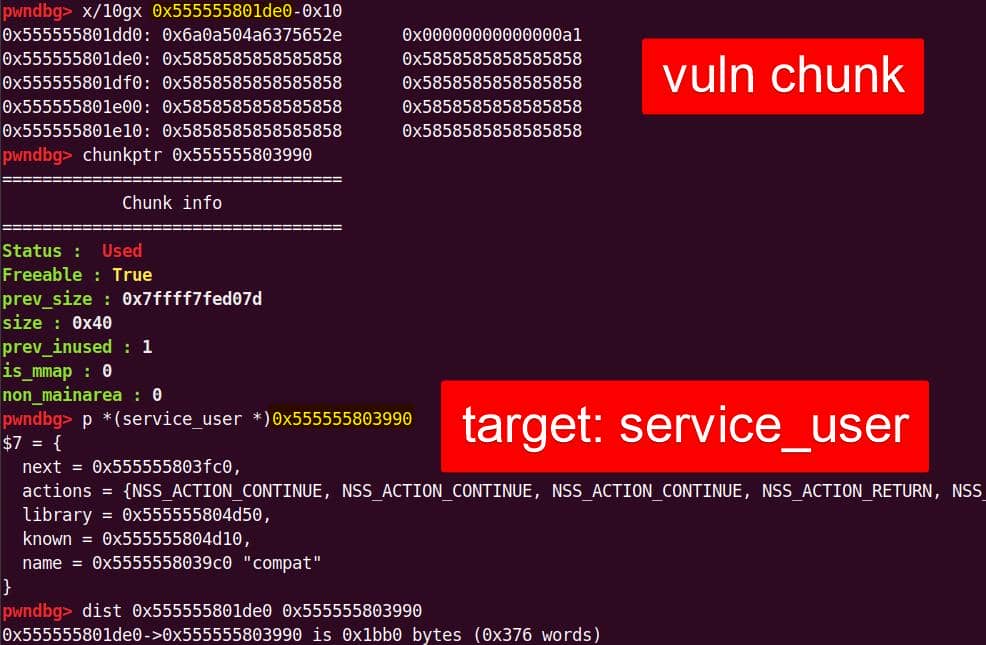 pwndbg> x/10gx 0x555555801de0-0x10
0x555555801dd0: 0x6a0a504a6375652e 0x00000000000000a1
0x555555801de0: 0x5858585858585858 0x5858585858585858
0x555555801df0: 0x5858585858585858 0x5858585858585858
0x555555801e00: 0x5858585858585858 0x5858585858585858
0x555555801e10: 0x5858585858585858 0x5858585858585858
vuln chunk
pwndbg> chunkptr 0x555555803990
==================================
Chunk info
==================================
Status : Used
Freeable : True
prev_size : 0x7ffff7fed07d
size : 0x40
prev_inused : 1
is_mmap : 0
non_mainarea : 0
pwndbg> p *(service_user *)0x555555803990
target: service_user
$7 = {
next = 0x555555803fc0,
actions = {NSS_ACTION_CONTINUE, NSS_ACTION_CONTINUE, NSS_ACTION_CONTINUE, NSS_ACTION_RETURN, NSS_
library = 0x555555804d50,
known = 0x555555804d10,
name = 0x5555558039c0 "compat"
}
pwndbg> dist 0x555555801de0 0x555555803990
0x555555801de0->0x555555803990 is 0x1bb0 bytes (0x376 words)